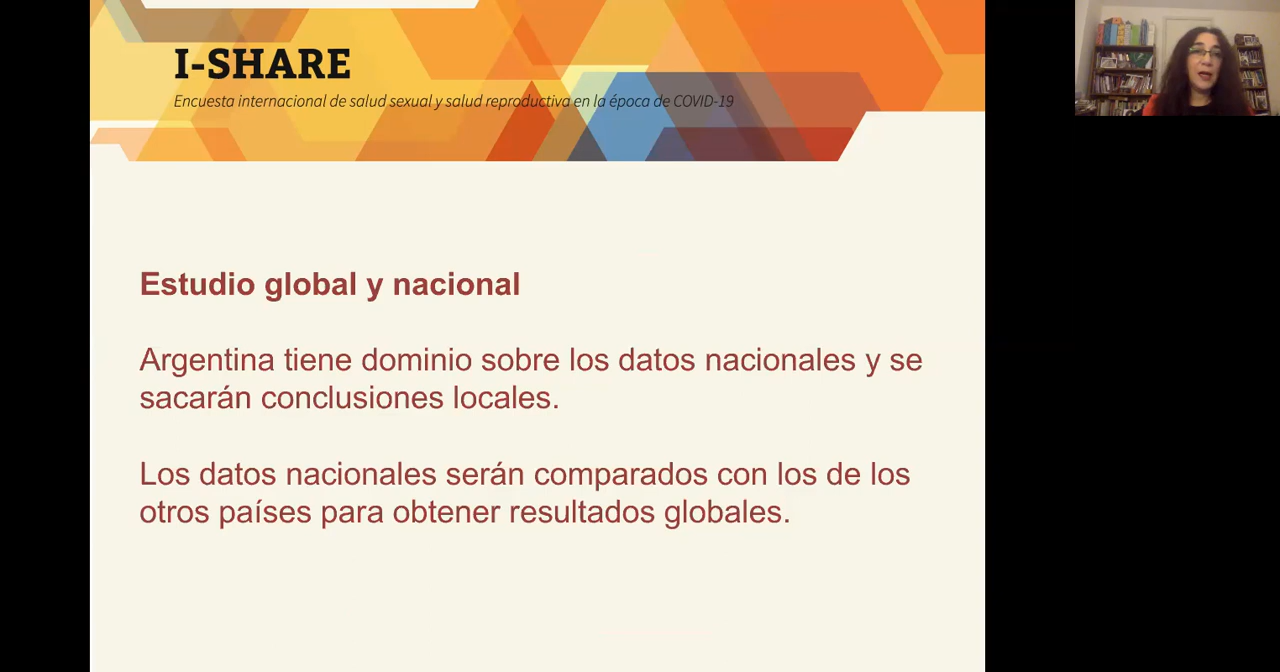 I-SHARE
Encuesta internacional de salud sexual y salud reproductiva en la época de COVID-19
Estudio global y nacional
Argentina tiene dominio sobre los datos nacionales y se
sacarán conclusiones locales.
Los datos nacionales serán comparados con los de los
otros países para obtener resultados globales.